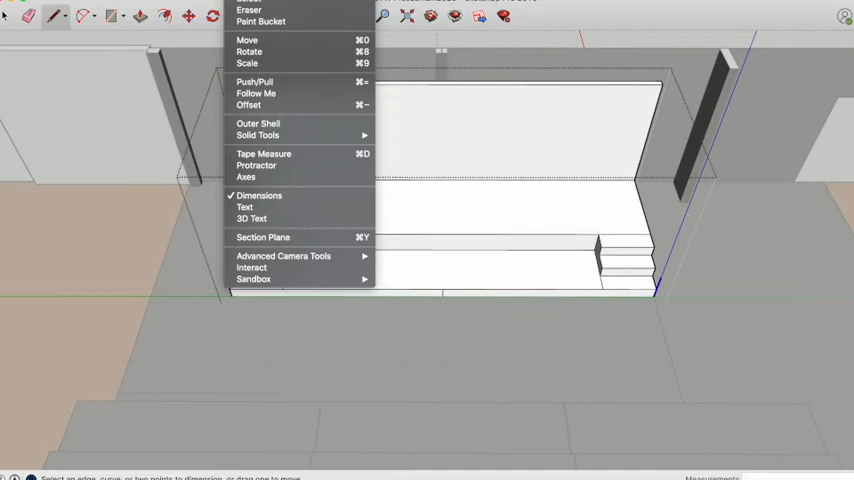 Eraser
Paint Bucket
Move ⌘0
Rotate ⌘8
Scale ⌘9
Push/Pull ⌘=
Follow Me
Offset ⌘-
Outer Shell
Solid Tools
Tape Measure ⌘D
Protractor
Axes
✓ Dimensions
Text
3D Text
Section Plane ⌘Y
Advanced Camera Tools
Interact
Sandbox
Select an edge, curve, or two points to dimension, or drag one to move.
Measurements